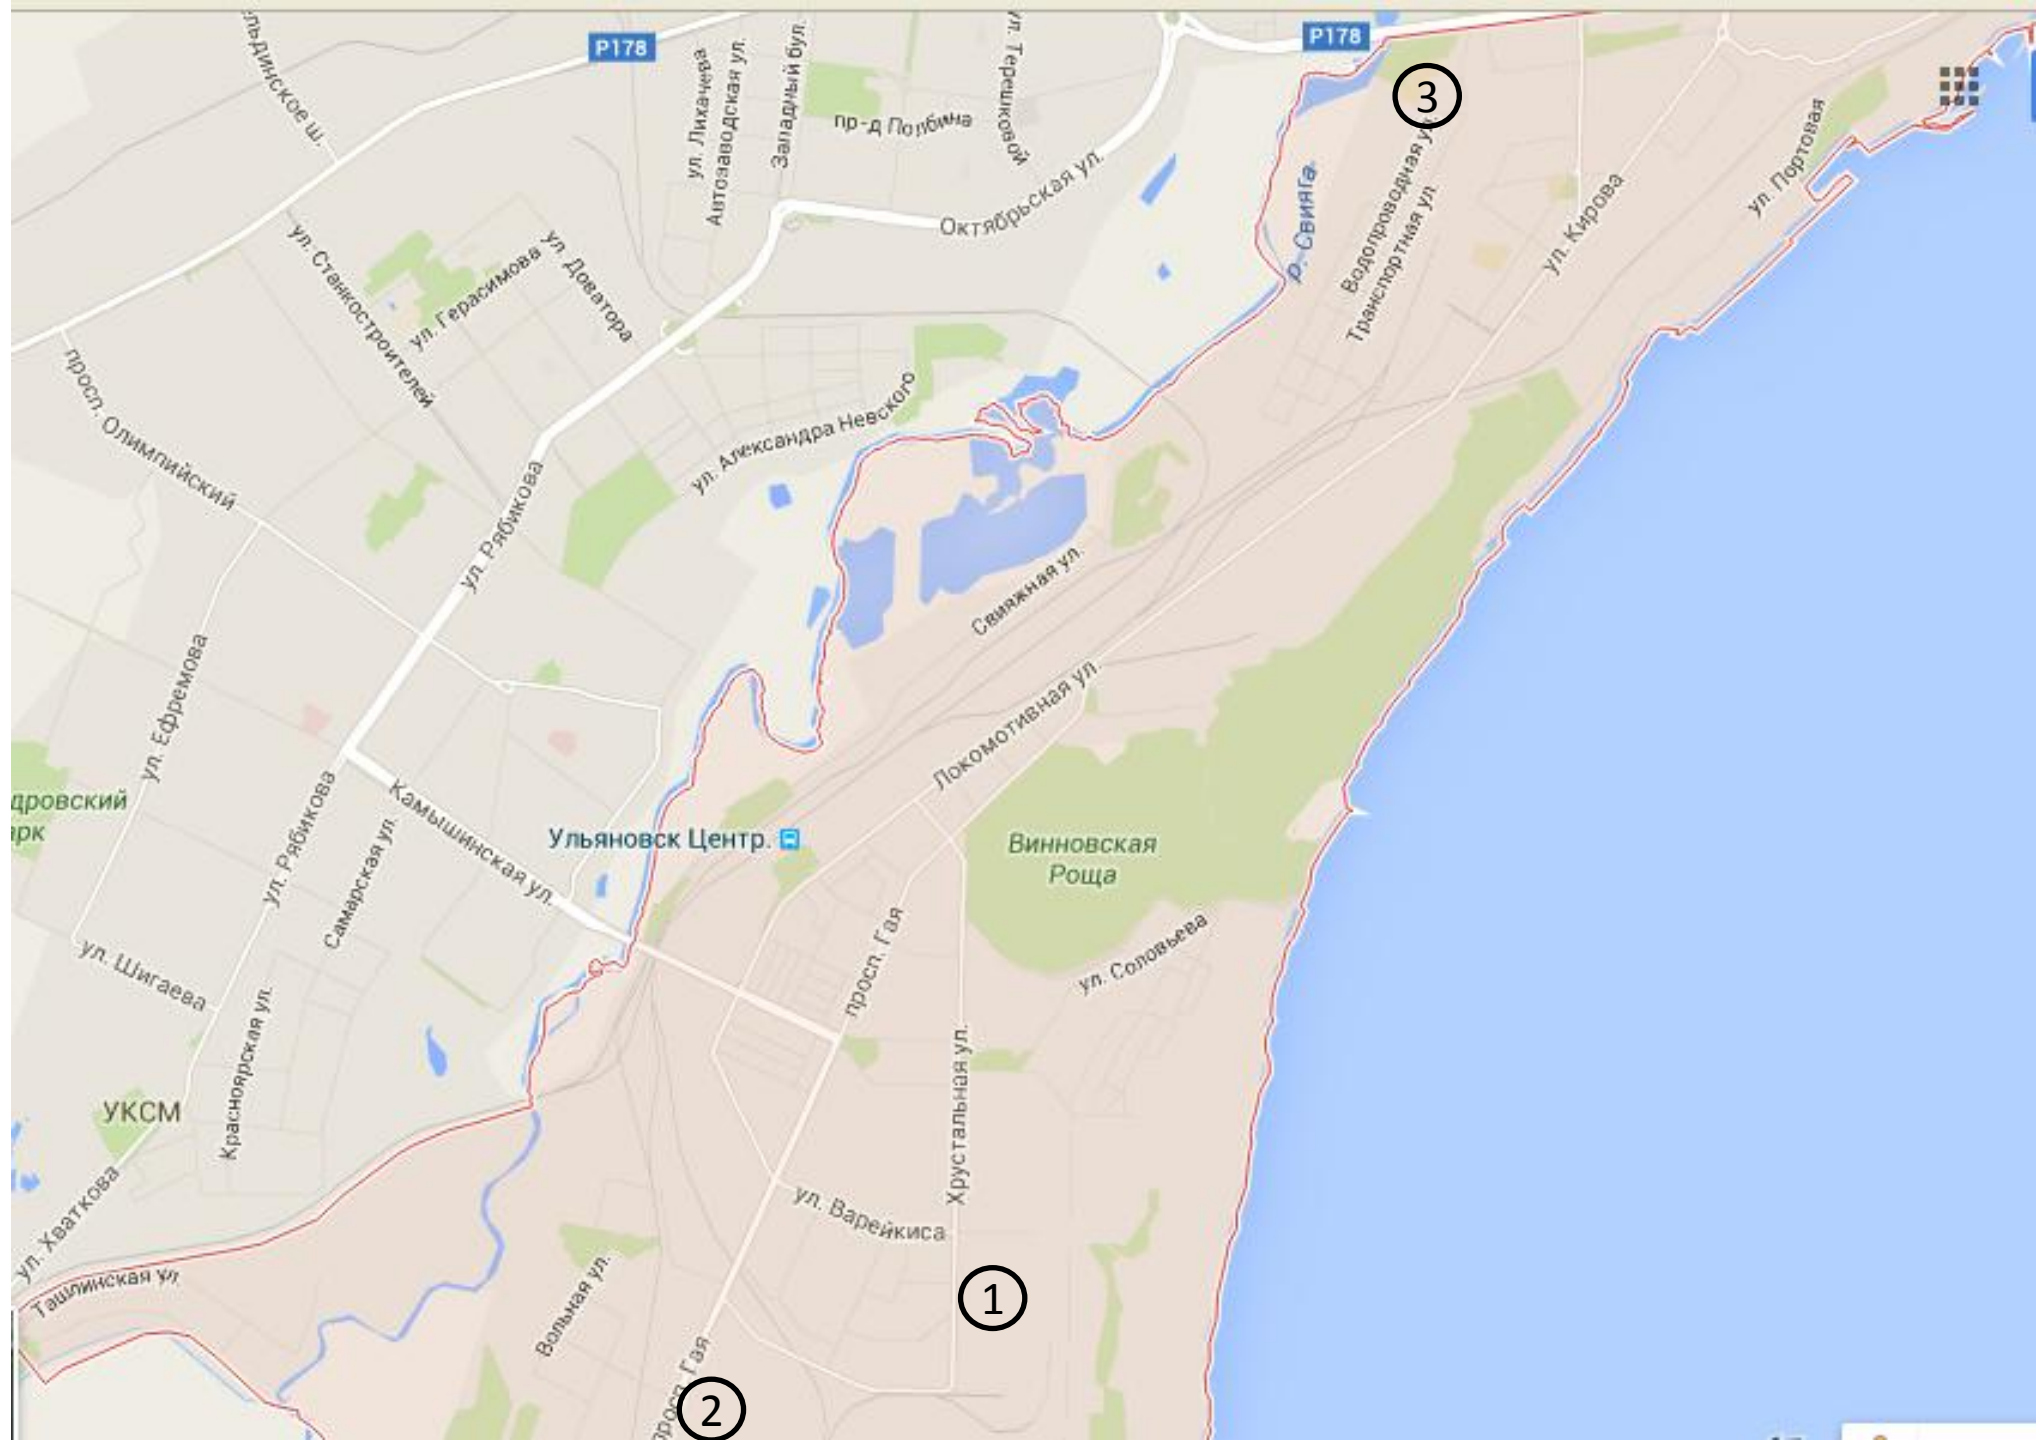 P178
P178
3
ул. Лихачева
Автозаводская ул.
Западный бул.
ул. Терешковой
пр-д Полбина
Октябрьская ул.
р. Свияга
Водопроводная ул.
Транспортная ул
ул. Кирова
ул. Портовая
ул. Станкостроителей
ул. Герасимова
ул. Доватора
просп. Олимпийский
ул. Александра Невского
ул. Рябикова
Свияжная ул.
ул. Ефремова
Локомотивная ул.
ул. Рябикова
Самарская ул.
Камышинская ул.
Ульяновск Центр.
Винновская
Роща
просп. Гая
ул. Соловьева
ул. Шигаева
Красноярская ул.
УКСМ
Хрустальная ул.
ул. Варейкиса
ул. Хваткова
Ташлинская ул
Вольная ул.
1
просп. Гая
2